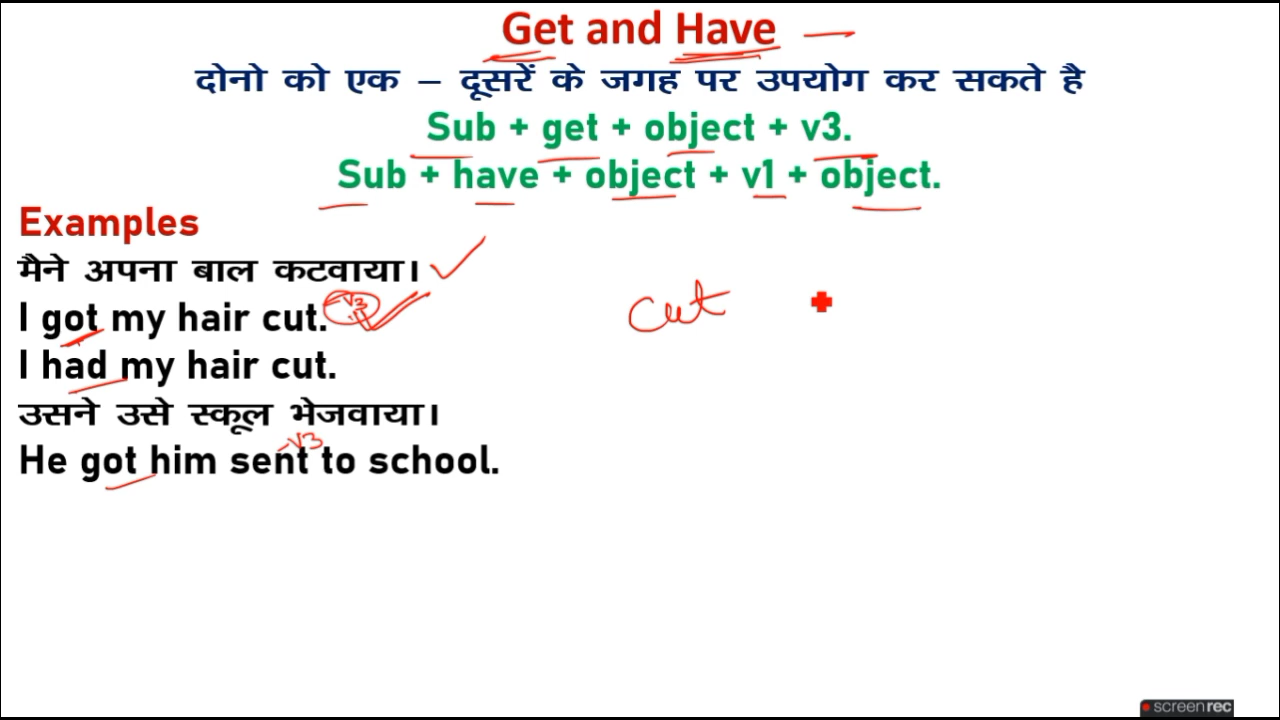 Get and Have
दोनो को एक – दूसरें के जगह पर उपयोग कर सकते है
Sub + get + object + v3.
Sub + have + object + v1 + object.
Examples
मैने अपना बाल कटवाया।
I got my hair cut. v3
cut
I had my hair cut.
उसने उसे स्कूल भेजवाया।
v3
He got him sent to school.
screenrec